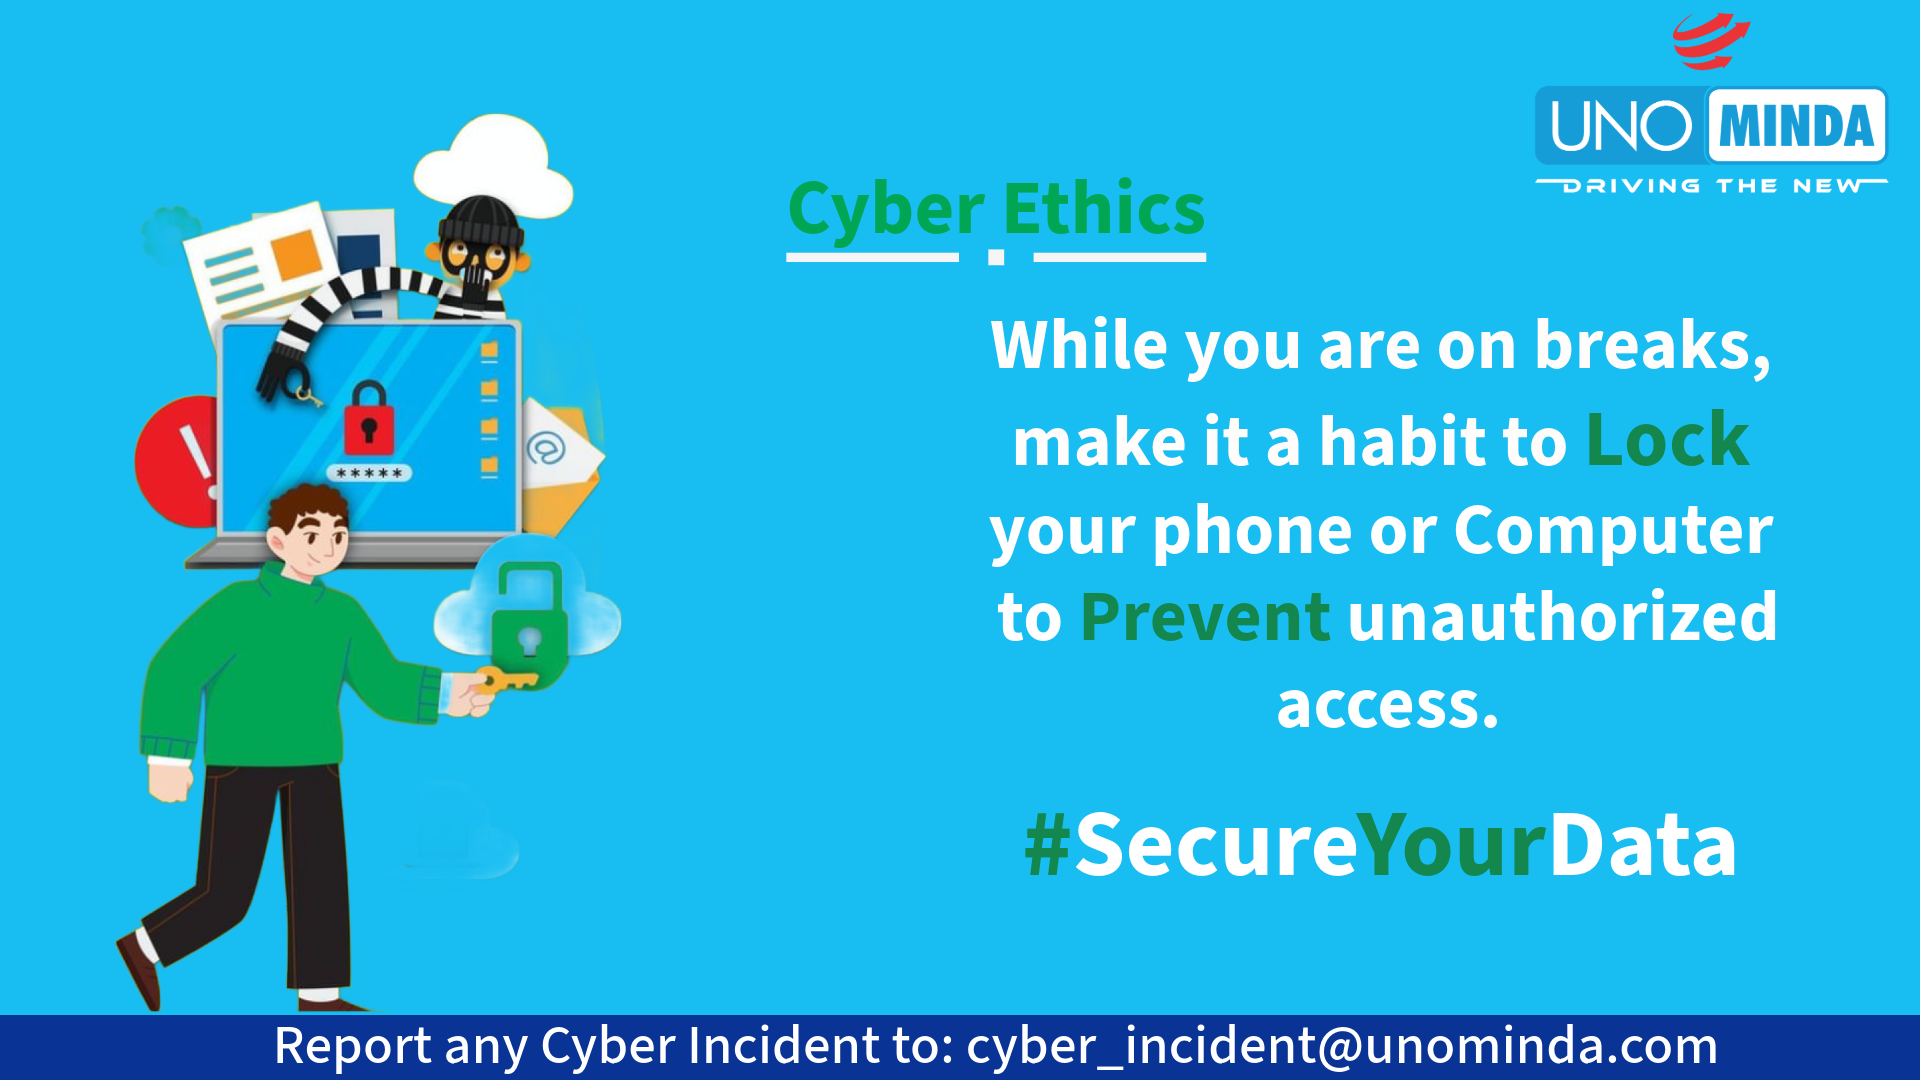 UNO MINDA
DRIVING THE NEW
Cyber Ethics
While you are on breaks,
make it a habit to Lock
your phone or Computer
to Prevent unauthorized
access.
#SecureYourData
*****
@
Report any Cyber Incident to: cyber_incident@unominda.com